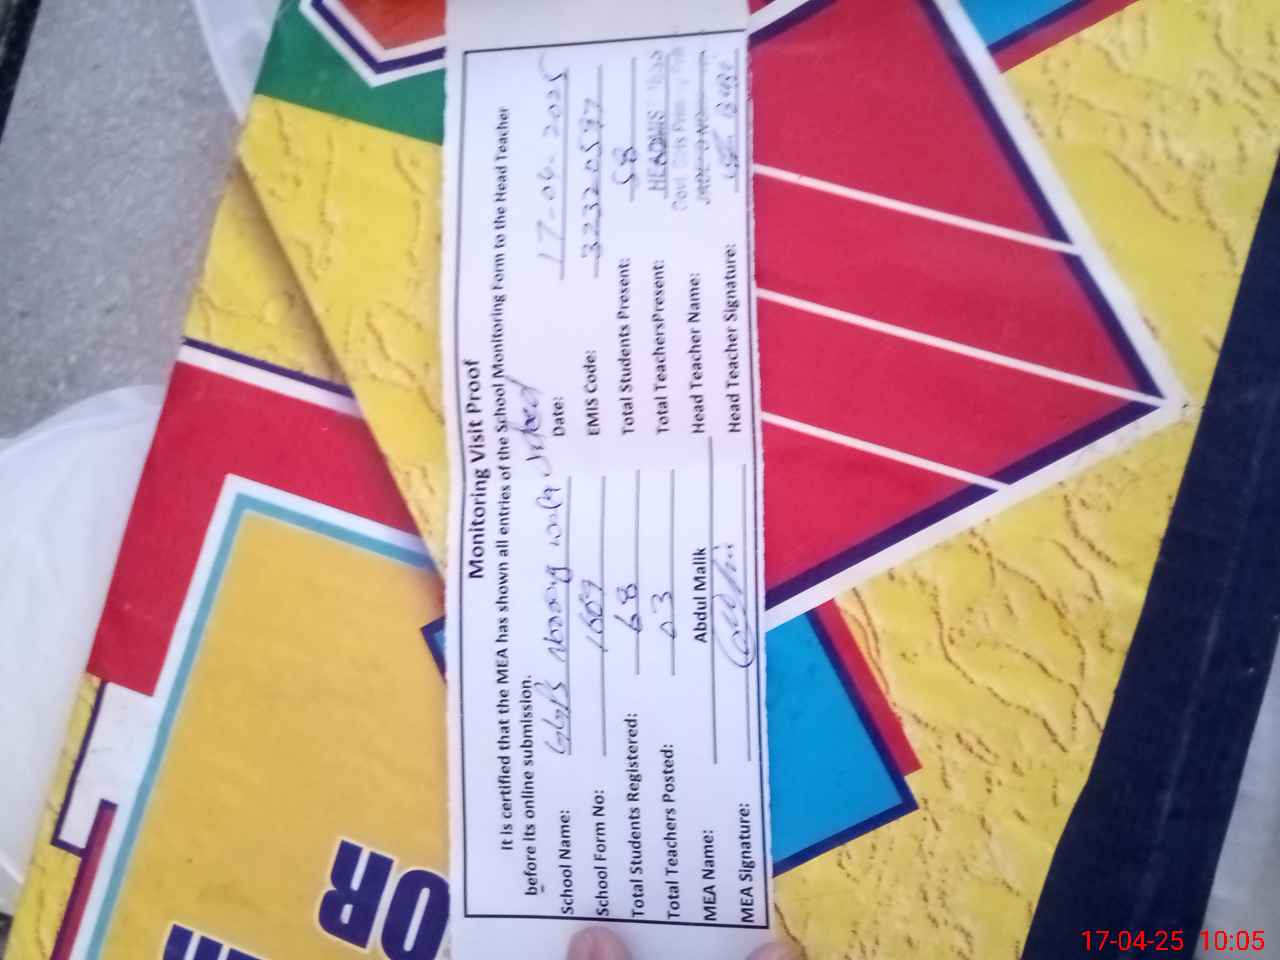 Monitoring Visit Proof
It is certified that the MEA has shown all entries of the School Monitoring Form to the Head Teacher
before its online submission.
School Name: GGPS Date: 17-04-2025
School Form No: 1609 EMIS Code: 32320597
Total Students Registered: 68 Total Students Present: 58
Total Teachers Posted: 03 Total TeachersPresent:
MEA Name: Abdul Malik Head Teacher Name:
MEA Signature: Head Teacher Signature:
OR
17-04-25 10:05